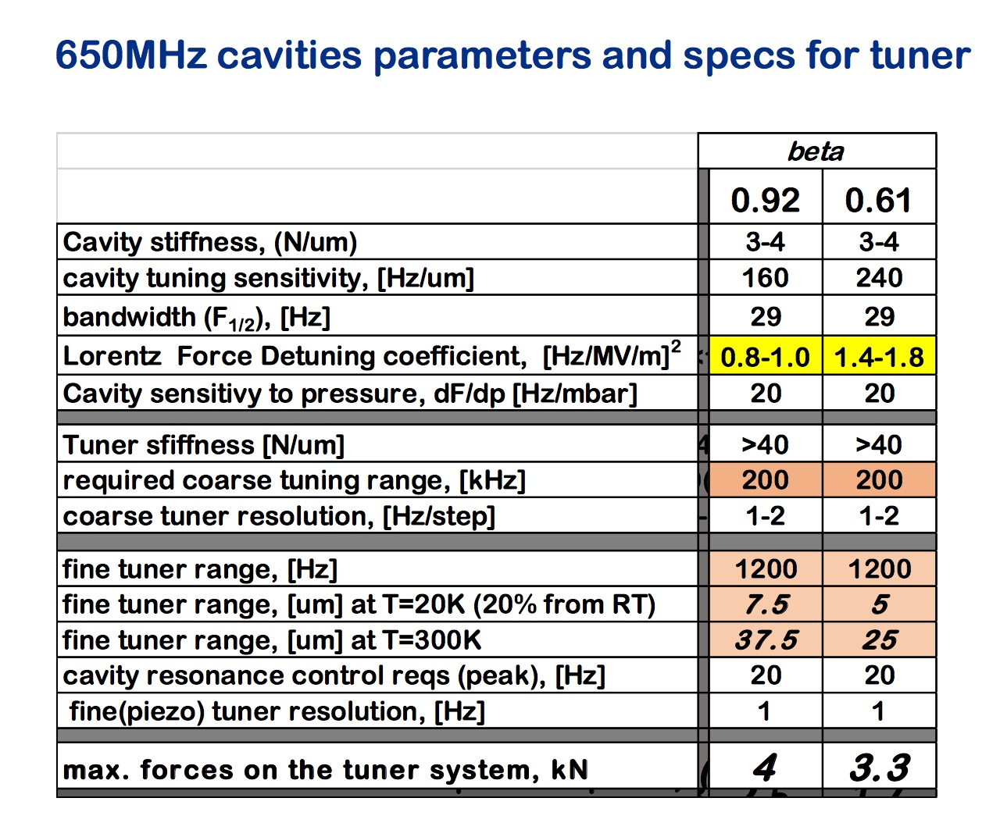 650MHz cavities parameters and specs for tuner
beta
0.92 0.61
Cavity stiffness, (N/um) 3-4 3-4
cavity tuning sensitivity, [Hz/um] 160 240
bandwidth (F1/2), [Hz] 29 29
Lorentz Force Detuning coefficient, [Hz/MV/m]² 0.8-1.0 1.4-1.8
Cavity sensitivy to pressure, dF/dp [Hz/mbar] 20 20
Tuner sfiffness [N/um] >40 >40
required coarse tuning range, [kHz] 200 200
coarse tuner resolution, [Hz/step] 1-2 1-2
fine tuner range, [Hz] 1200 1200
fine tuner range, [um] at T=20K (20% from RT) 7.5 5
fine tuner range, [um] at T=300K 37.5 25
cavity resonance control reqs (peak), [Hz] 20 20
fine(piezo) tuner resolution, [Hz] 1 1
max. forces on the tuner system, kN 4 3.3